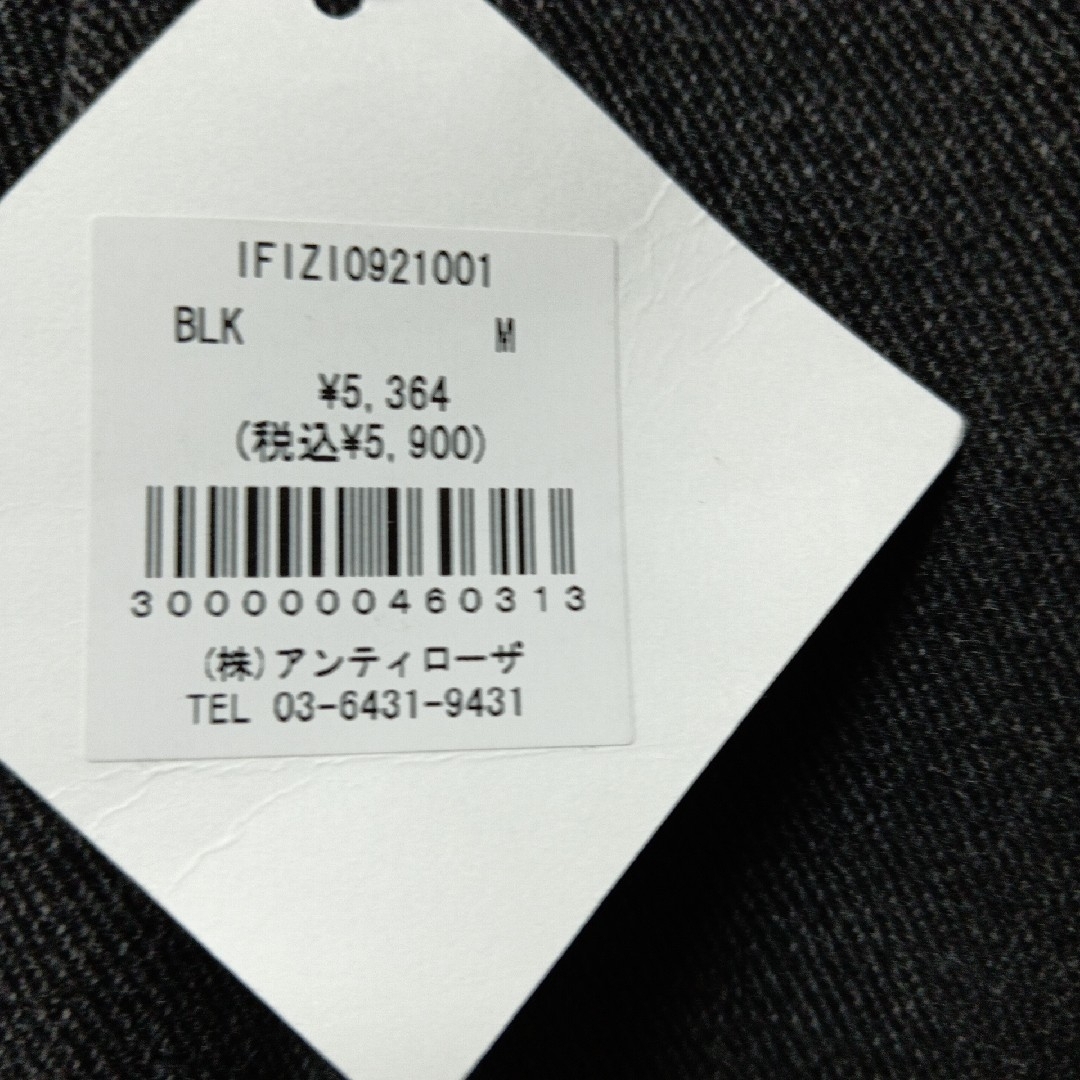 IFIZI0921001
BLK M
¥5,364
(税込¥5,900)
3000000460313
(株)アンティローザ
TEL 03-6431-9431